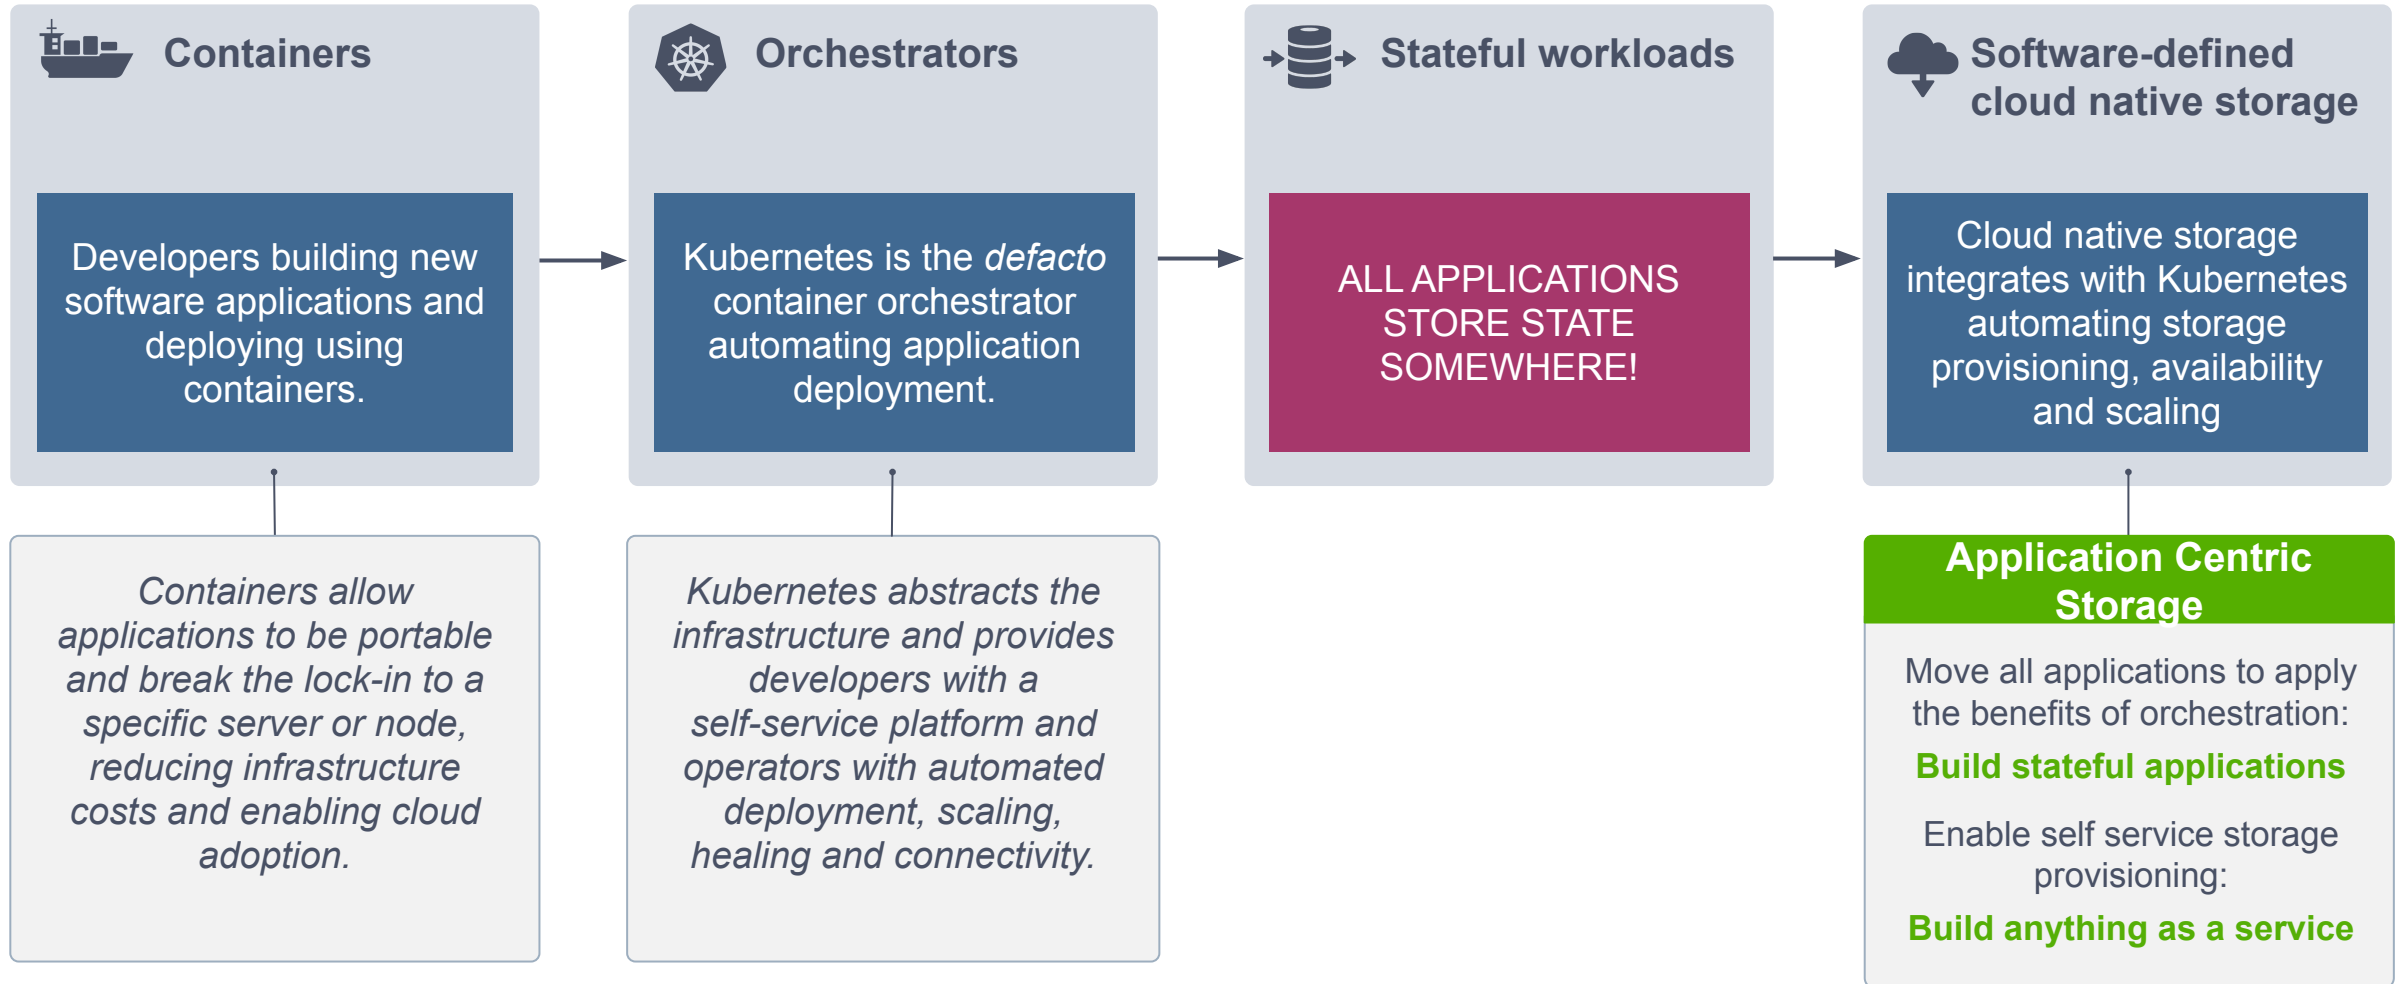 Containers
Developers building new
software applications and
deploying using
containers.
Containers allow
applications to be portable
and break the lock-in to a
specific server or node,
reducing infrastructure
costs and enabling cloud
adoption.
Orchestrators
Kubernetes is the defacto
container orchestrator
automating application
deployment.
Kubernetes abstracts the
infrastructure and provides
developers with a
self-service platform and
operators with automated
deployment, scaling,
healing and connectivity.
Stateful workloads
ALL APPLICATIONS
STORE STATE
SOMEWHERE!
Software-defined
cloud native storage
Cloud native storage
integrates with Kubernetes
automating storage
provisioning, availability
and scaling
Application Centric
Storage
Move all applications to apply
the benefits of orchestration:
Build stateful applications
Enable self service storage
provisioning:
Build anything as a service